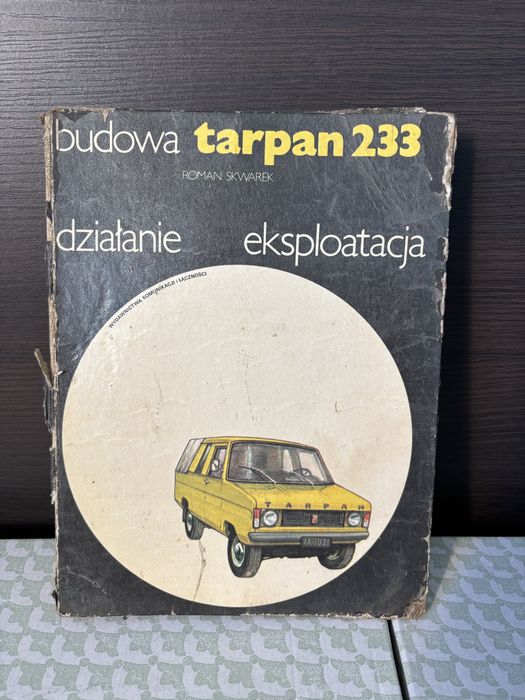 budowa tarpan 233
ROMAN SKWAREK
działanie eksploatacja
WYDAWNICTWA KOMUNIKACJI I ŁĄCZNOŚCI
TARPAN